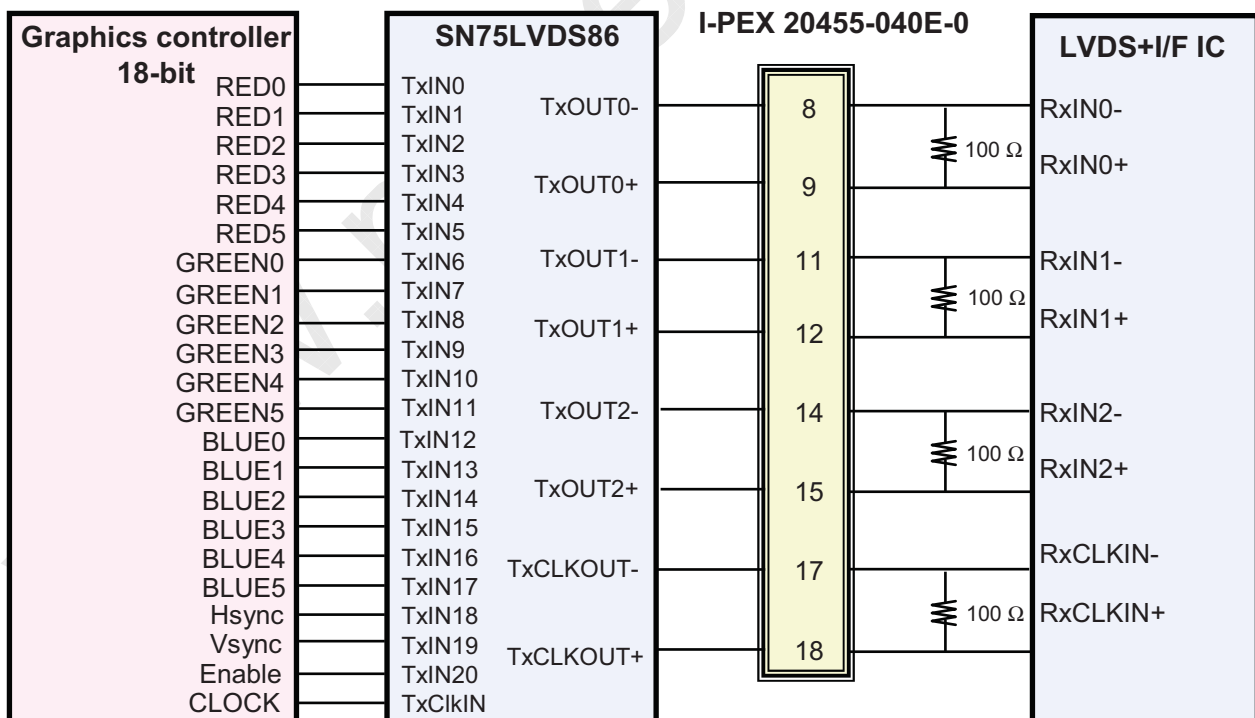 Graphics controller
18-bit
RED0
RED1
RED2
RED3
RED4
RED5
GREEN0
GREEN1
GREEN2
GREEN3
GREEN4
GREEN5
BLUE0
BLUE1
BLUE2
BLUE3
BLUE4
BLUE5
Hsync
Vsync
Enable
CLOCK
SN75LVDS86
TxIN0
TxIN1
TxIN2
TxIN3
TxIN4
TxIN5
TxIN6
TxIN7
TxIN8
TxIN9
TxIN10
TxIN11
TxIN12
TxIN13
TxIN14
TxIN15
TxIN16
TxIN17
TxIN18
TxIN19
TxIN20
TxClkIN
TxOUT0-
TxOUT0+
TxOUT1-
TxOUT1+
TxOUT2-
TxOUT2+
TxCLKOUT-
TxCLKOUT+
I-PEX 20455-040E-0
8
9
11
12
14
15
17
18
100 Ω
100 Ω
100 Ω
100 Ω
LVDS+I/F IC
RxIN0-
RxIN0+
RxIN1-
RxIN1+
RxIN2-
RxIN2+
RxCLKIN-
RxCLKIN+